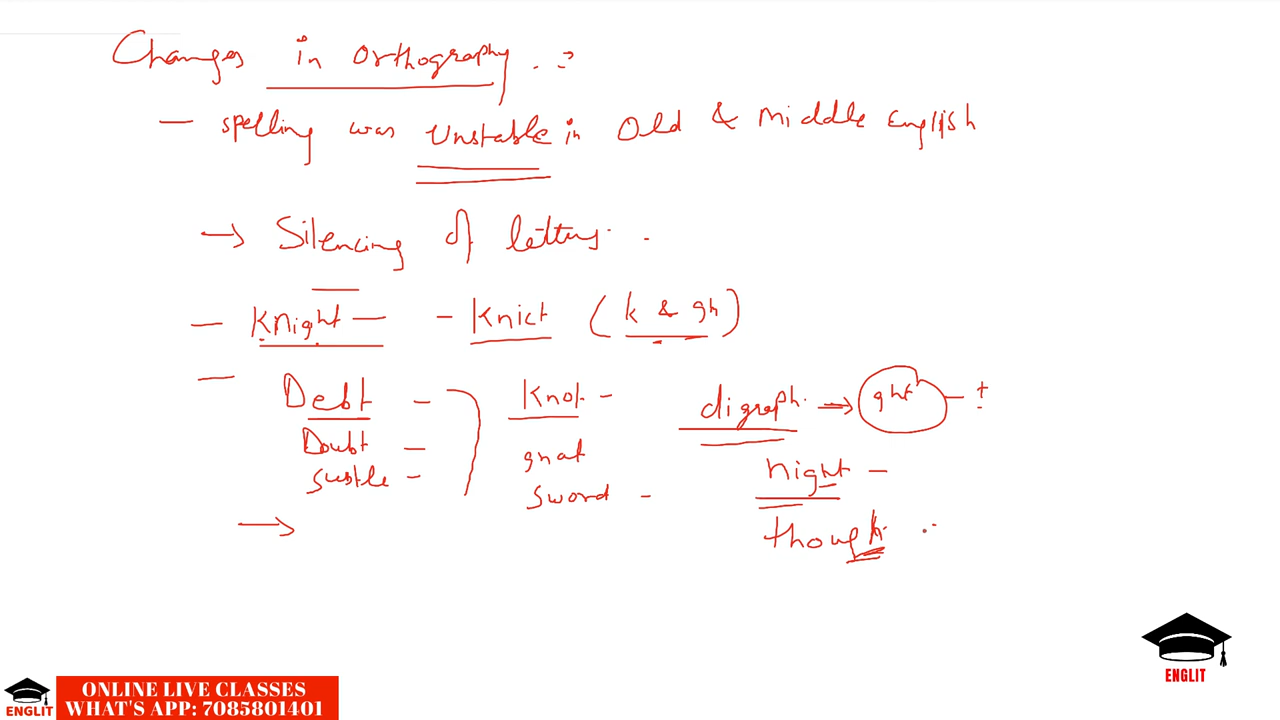 Changes in Orthography . :-
— Spelling was Unstable in Old & Middle English
→ Silencing of letters .
— Knight — - Knict ( k & gh )
— Debt — Knot - digraph. → ght — t
Doubt — gnat night —
Sustle — Sword - thought
→
ENGLIT
ONLINE LIVE CLASSES
WHAT'S APP: 7085801401
ENGLIT